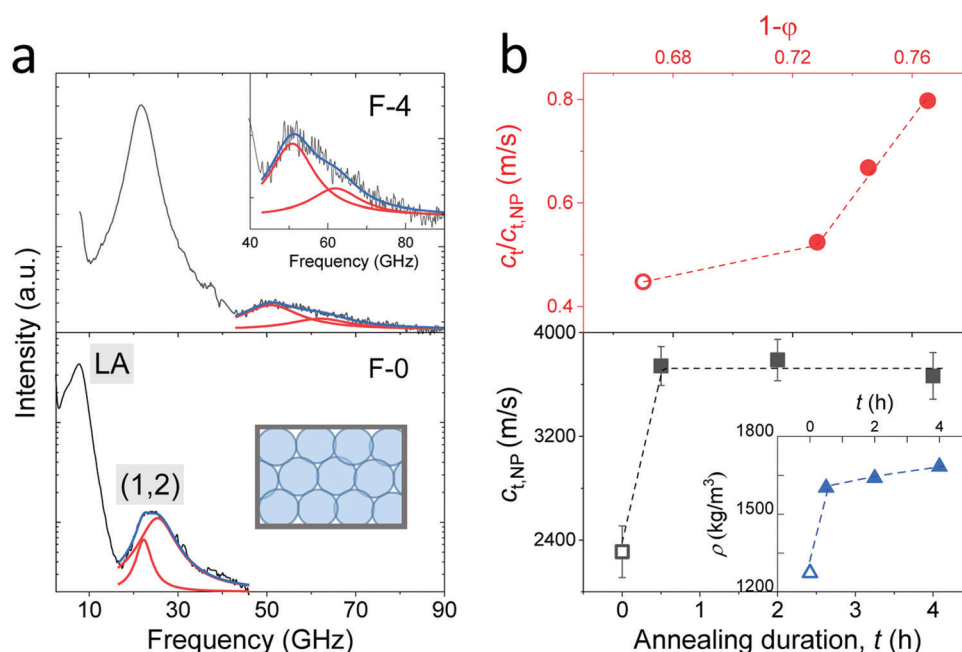 a
F-4
40 60 80
Frequency (GHz)
Intensity (a.u.)
LA
F-0
(1,2)
10 30 50 70 90
Frequency (GHz)
b
1-φ
0.68 0.72 0.76
0.8
0.6
0.4
c_t/c_t,NP (m/s)
4000
3200
2400
c_t,NP (m/s)
t (h)
0 2 4
1800
1200
ρ (kg/m³)
0 1 2 3 4
Annealing duration, t (h)